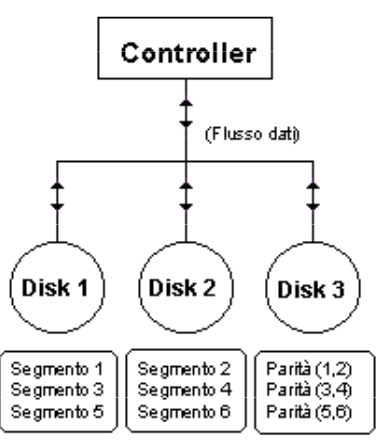 Controller
(Flusso dati)
Disk 1
Disk 2
Disk 3
Segmento 1
Segmento 3
Segmento 5
Segmento 2
Segmento 4
Segmento 6
Parità (1,2)
Parità (3,4)
Parità (5,6)